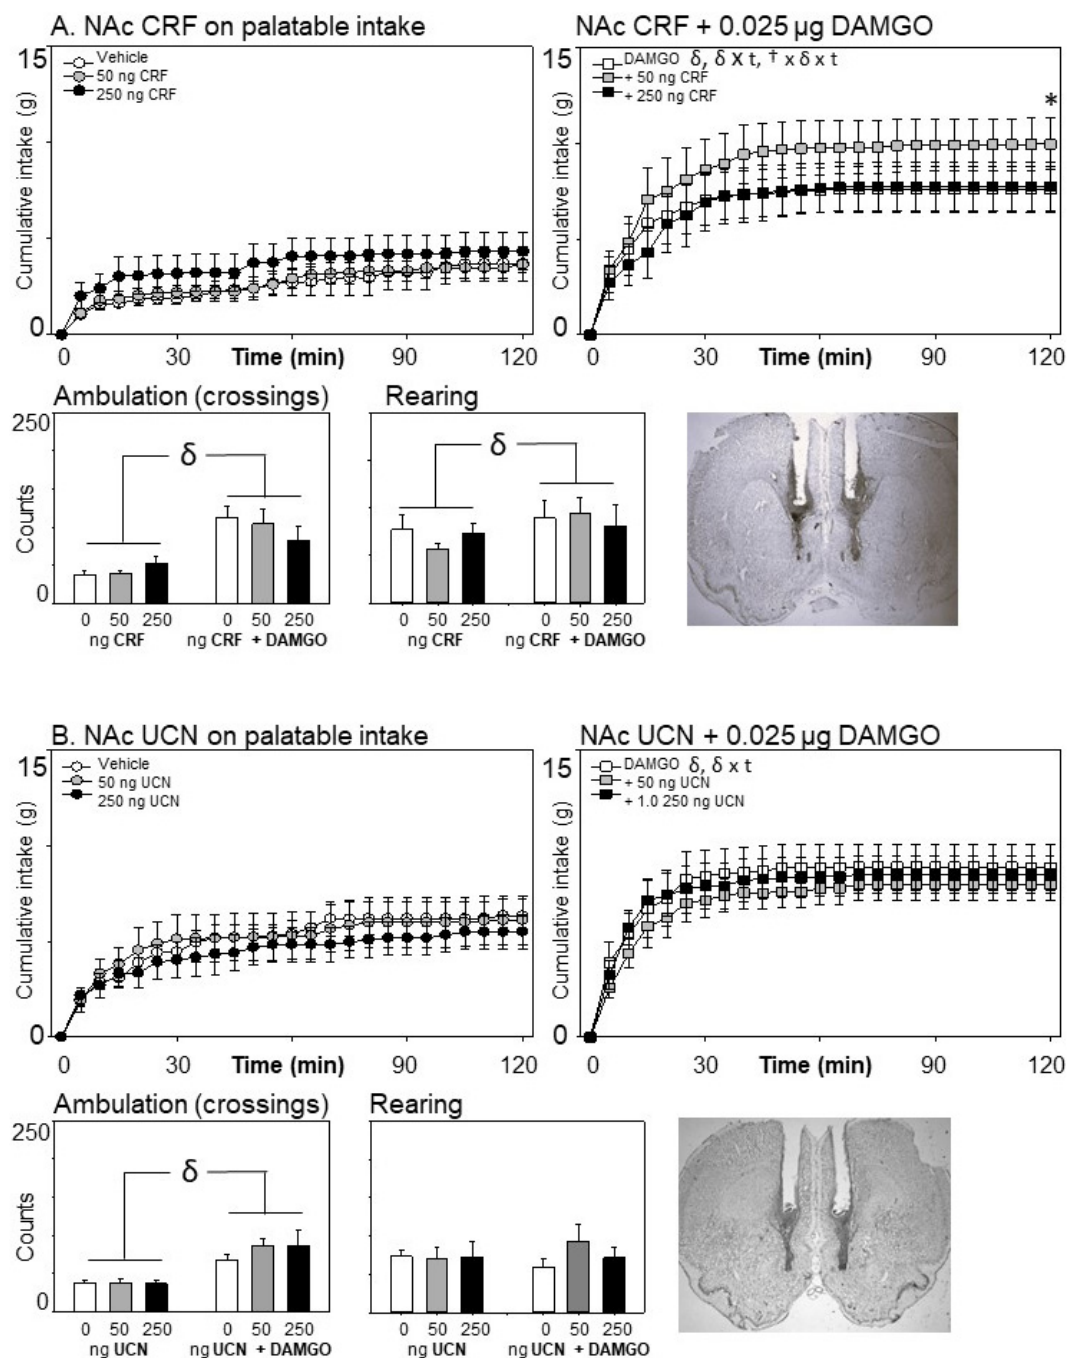 A. NAc CRF on palatable intake
NAc CRF + 0.025 µg DAMGO
15
Cumulative intake (g)
0
Vehicle
50 ng CRF
250 ng CRF
0 30 Time (min) 90 120
15
Cumulative intake (g)
0
DAMGO δ, δ x t, † x δ x t
+ 50 ng CRF
+ 250 ng CRF
*
0 30 Time (min) 90 120
Ambulation (crossings)
250
Counts
0
δ
0 50 250 0 50 250
ng CRF ng CRF + DAMGO
Rearing
δ
0 50 250 0 50 250
ng CRF ng CRF + DAMGO
B. NAc UCN on palatable intake
NAc UCN + 0.025 µg DAMGO
15
Cumulative intake (g)
0
Vehicle
50 ng UCN
250 ng UCN
0 30 Time (min) 90 120
15
Cumulative intake (g)
0
DAMGO δ, δ x t
+ 50 ng UCN
+ 1.0 250 ng UCN
0 30 Time (min) 90 120
Ambulation (crossings)
250
Counts
0
δ
0 50 250 0 50 250
ng UCN ng UCN + DAMGO
Rearing
0 50 250 0 50 250
ng UCN ng UCN + DAMGO